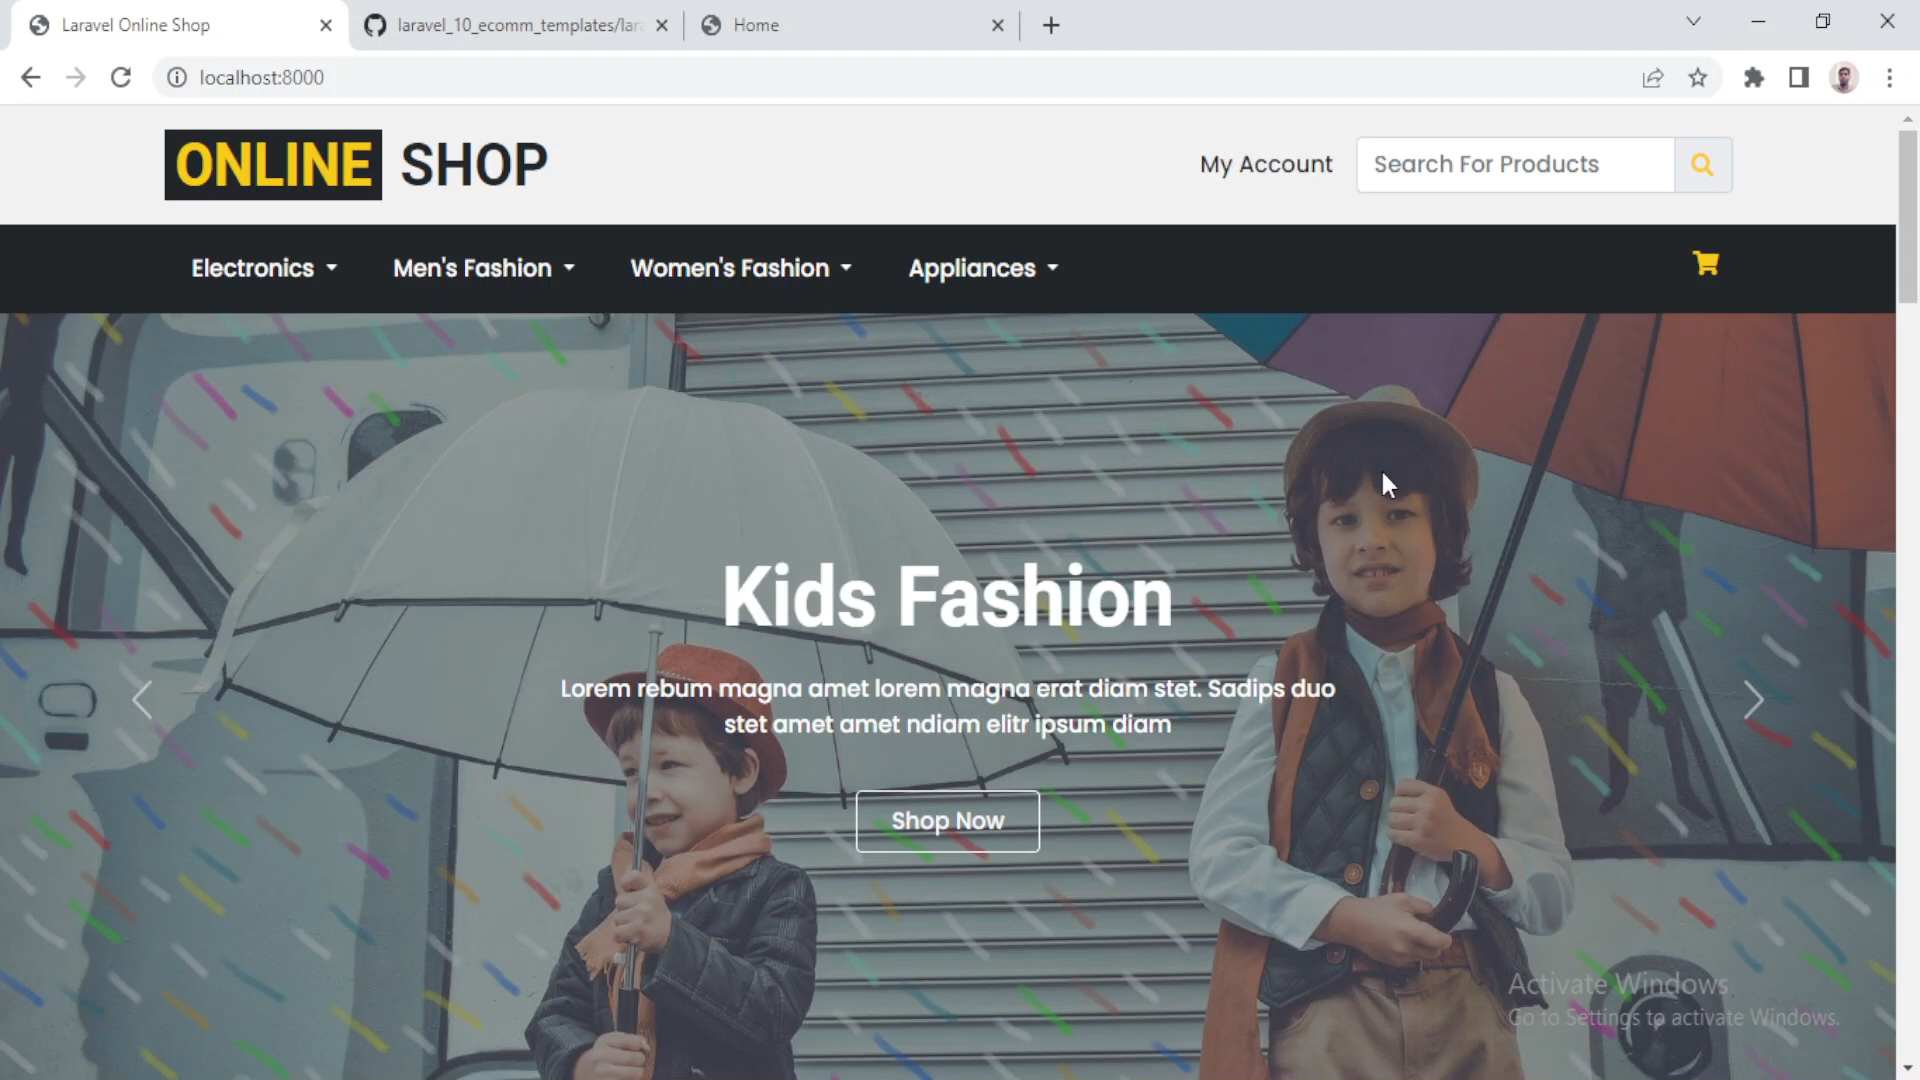 Laravel Online Shop
laravel_10_ecomm_templates/lar
Home
localhost:8000
ONLINE SHOP
My Account
Search For Products
Electronics
Men's Fashion
Women's Fashion
Appliances
Kids Fashion
Lorem rebum magna amet lorem magna erat diam stet. Sadips duo
stet amet amet ndiam elitr ipsum diam
Shop Now
Activate Windows
Go to Settings to activate Windows.